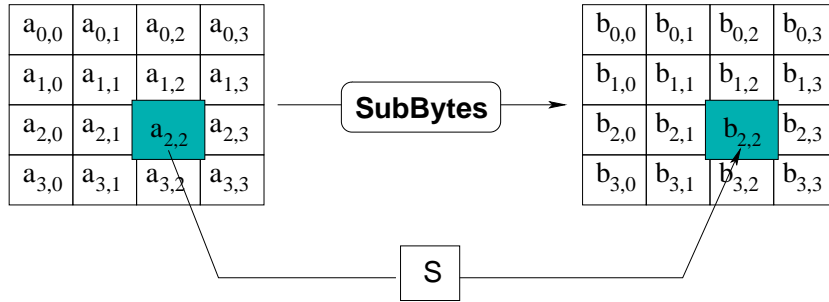 a0,0 a0,1 a0,2 a0,3 b0,0 b0,1 b0,2 b0,3
a1,0 a1,1 a1,2 a1,3 b1,0 b1,1 b1,2 b1,3
SubBytes
a2,0 a2,1 a2,2 a2,3 b2,0 b2,1 b2,2 b2,3
a3,0 a3,1 a3,2 a3,3 b3,0 b3,1 b3,2 b3,3
S